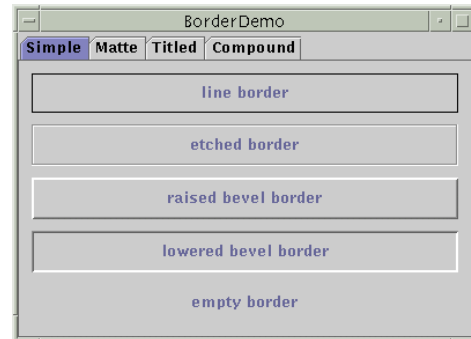 BorderDemo
Simple Matte Titled Compound
line border
etched border
raised bevel border
lowered bevel border
empty border